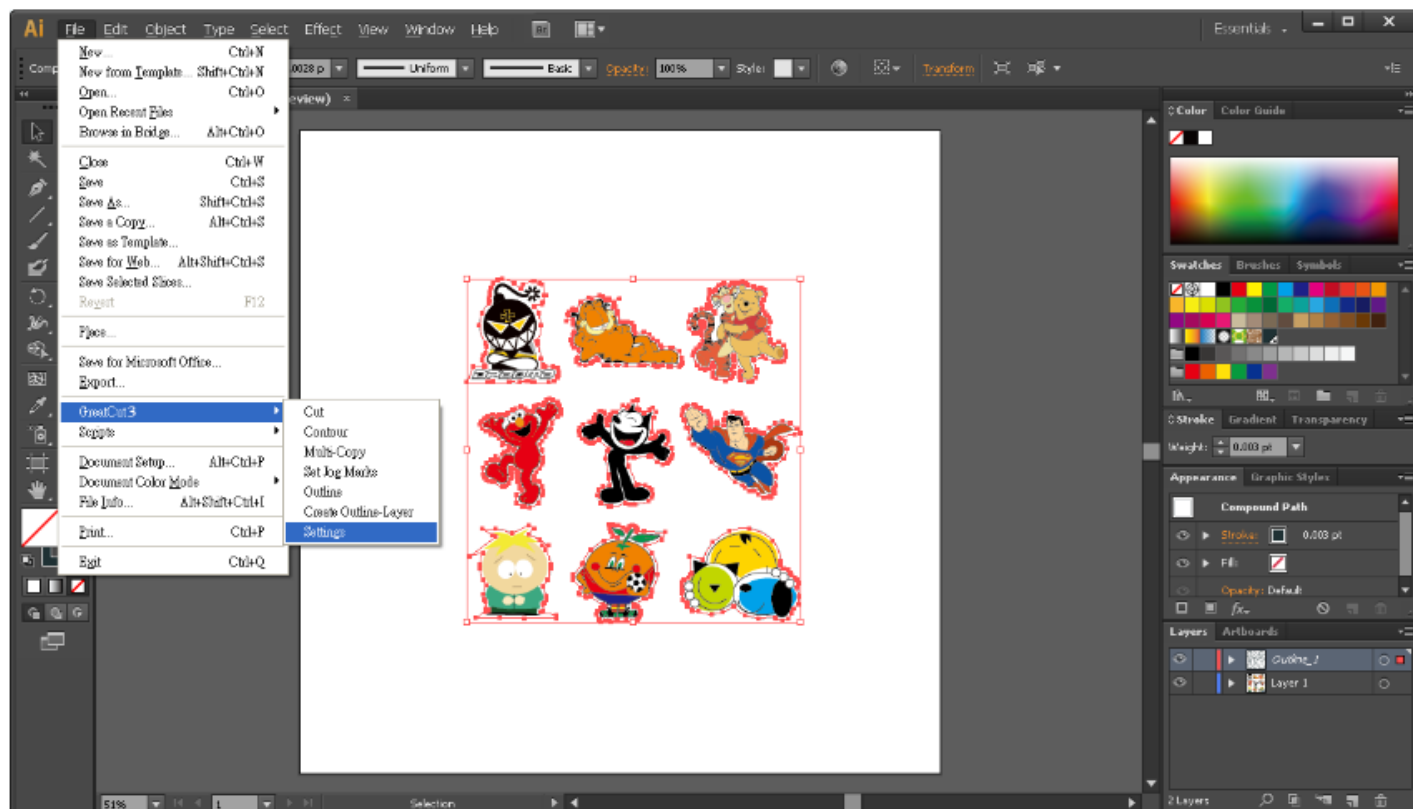 Ai File Edit Object Type Select Effect View Window Help Br Essentials
Comp .0028 p Uniform Basic Opacity: 100% Style: Transform
eview) ×
New... Ctrl+N
New from Template... Shift+Ctrl+N
Open... Ctrl+O
Open Recent Files
Browse in Bridge... Alt+Ctrl+O
Close Ctrl+W
Save Ctrl+S
Save As... Shift+Ctrl+S
Save a Copy... Alt+Ctrl+S
Save as Template...
Save for Web... Alt+Shift+Ctrl+S
Save Selected Slices...
Revert F12
Place...
Save for Microsoft Office...
Export...
GreatCut3
Scripts
Document Setup... Alt+Ctrl+P
Document Color Mode
File Info... Alt+Shift+Ctrl+I
Print... Ctrl+P
Exit Ctrl+Q
Cut
Contour
Multi-Copy
Set Jog Marks
Outline
Create Outline-Layer
Settings
Color Color Guide
Swatches Brushes Symbols
Stroke Gradient Transparency
Weight: 0.003 pt
Appearance Graphic Styles
Compound Path
Stroke: 0.003 pt
Fill:
Opacity: Default
fx
Layers Artboards
Outline_1
Layer 1
2 Layers
51% 1 Selection